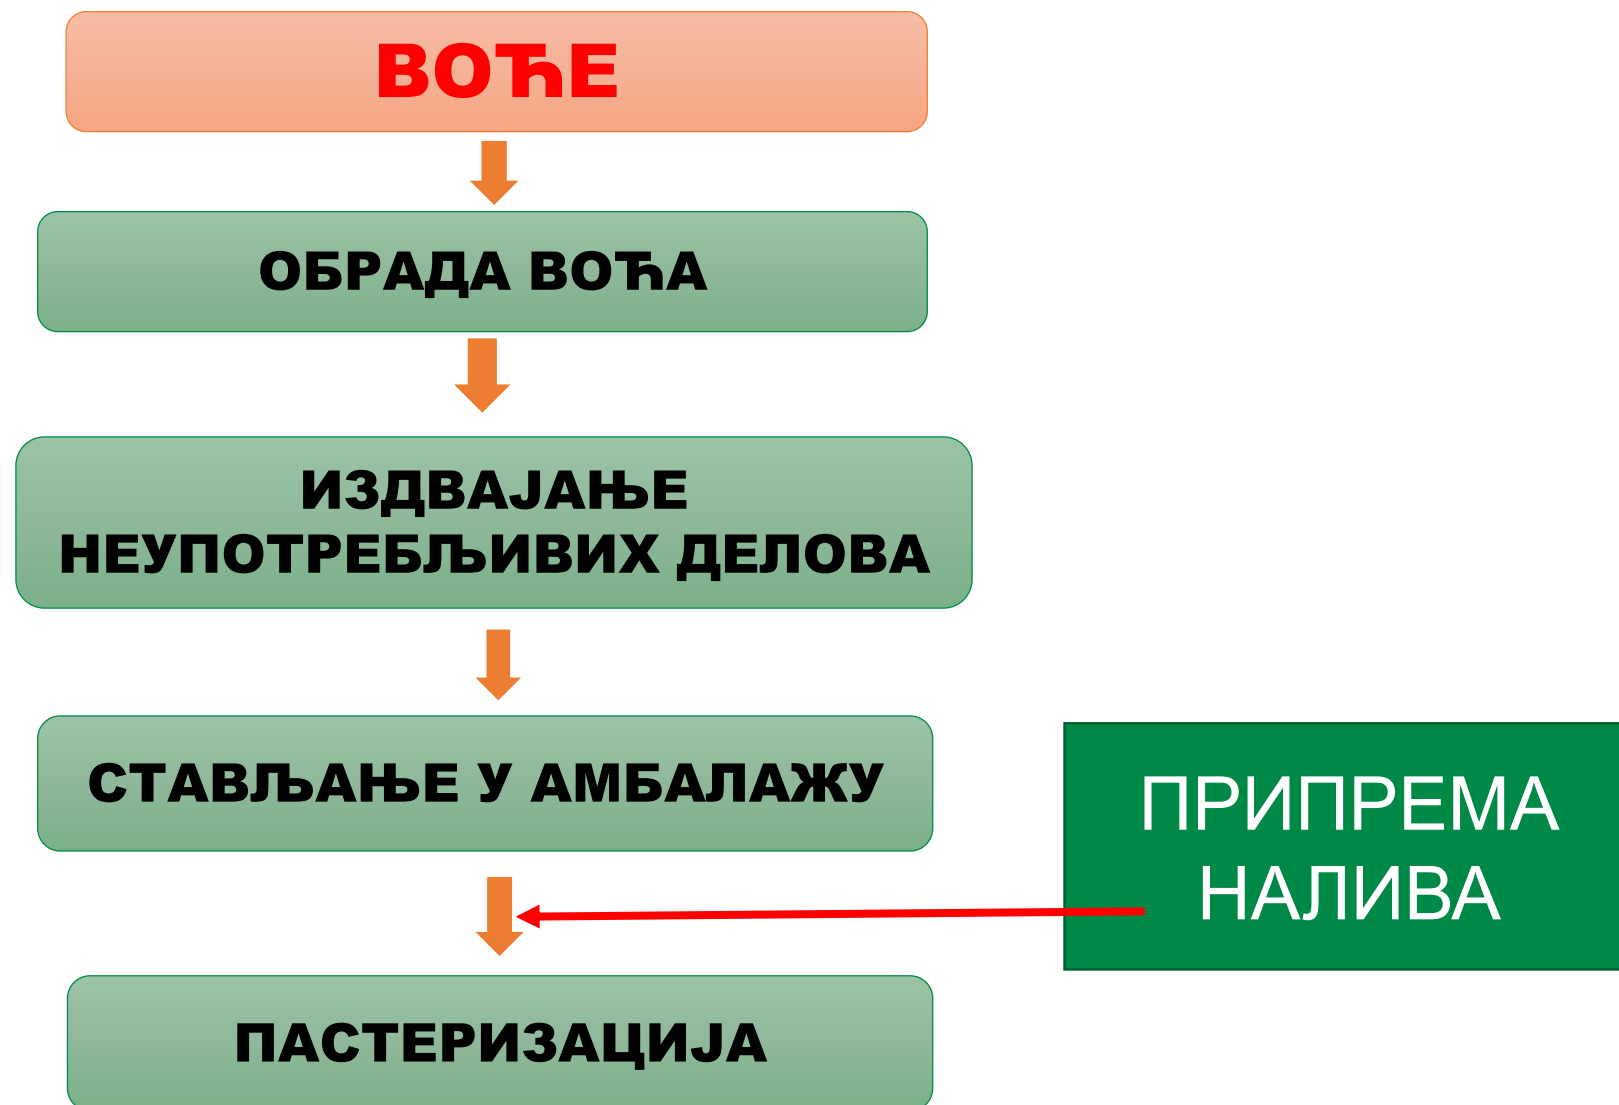 ВОЋЕ
ОБРАДА ВОЋА
ИЗДВАЈАЊЕ
НЕУПОТРЕБЉИВИХ ДЕЛОВА
СТАВЉАЊЕ У АМБАЛАЖУ
ПРИПРЕМА
НАЛИВА
ПАСТЕРИЗАЦИЈА